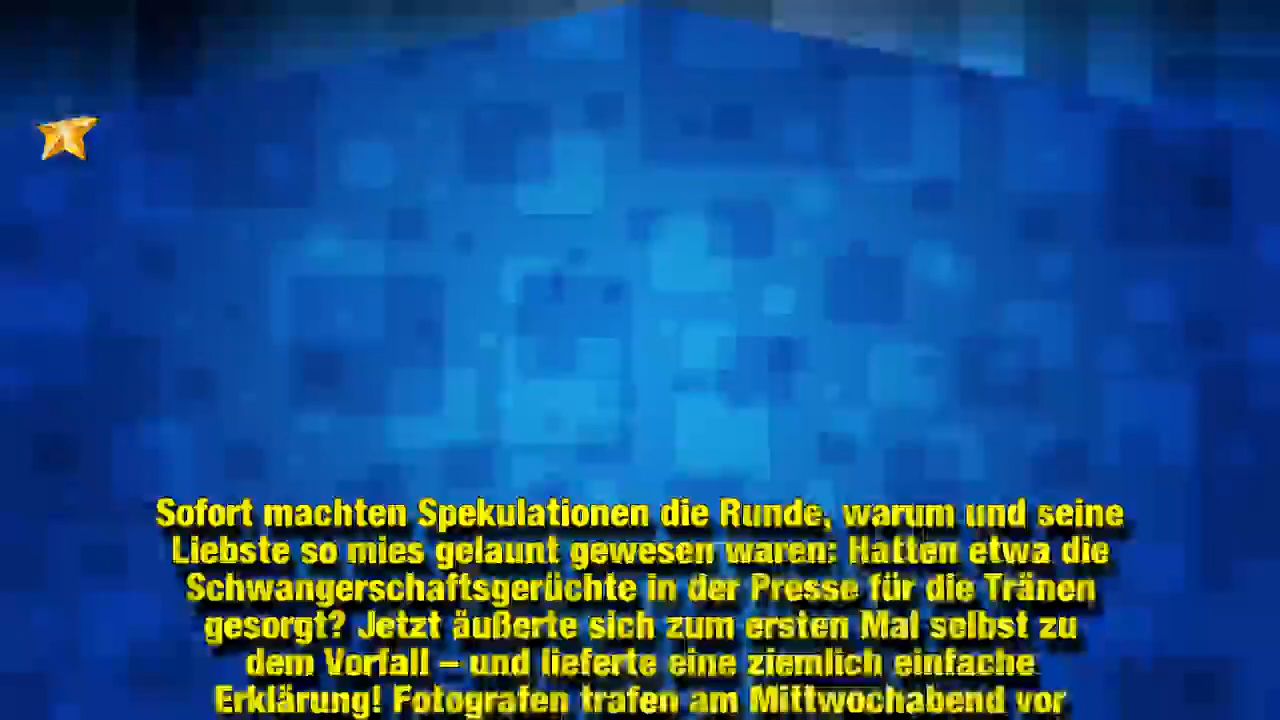 Sofort machten Spekulationen die Runde, warum und seine
Liebste so mies gelaunt gewesen waren: Hatten etwa die
Schwangerschaftsgerüchte in der Presse für die Tränen
gesorgt? Jetzt äußerte sich zum ersten Mal selbst zu
dem Vorfall – und lieferte eine ziemlich einfache
Erklärung! Fotografen trafen am Mittwochabend vor